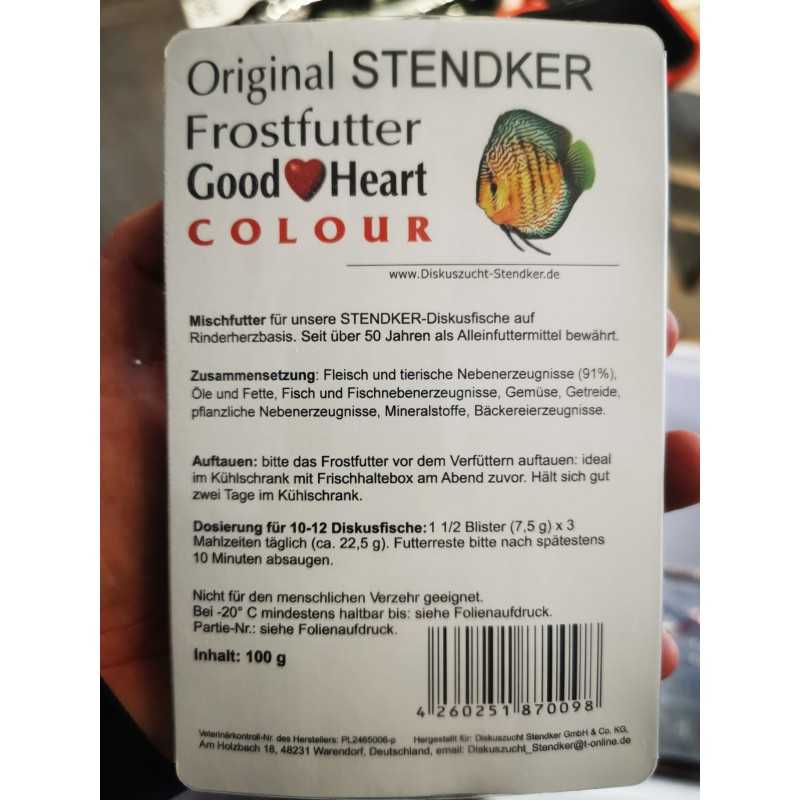 Original STENDKER
Frostfutter
Good Heart
COLOUR
www.Diskuszucht-Stendker.de
Mischfutter für unsere STENDKER-Diskusfische auf
Rinderherzbasis. Seit über 50 Jahren als Alleinfuttermittel bewährt.
Zusammensetzung: Fleisch und tierische Nebenerzeugnisse (91%),
Öle und Fette, Fisch und Fischnebenerzeugnisse, Gemüse, Getreide,
pflanzliche Nebenerzeugnisse, Mineralstoffe, Bäckereierzeugnisse.
Auftauen: bitte das Frostfutter vor dem Verfüttern auftauen: ideal
im Kühlschrank mit Frischhaltebox am Abend zuvor. Hält sich gut
zwei Tage im Kühlschrank.
Dosierung für 10-12 Diskusfische: 1 1/2 Blister (7,5 g) x 3
Mahlzeiten täglich (ca. 22,5 g). Futterreste bitte nach spätestens
10 Minuten absaugen.
Nicht für den menschlichen Verzehr geeignet.
Bei -20° C mindestens haltbar bis: siehe Folienaufdruck.
Partie-Nr.: siehe Folienaufdruck.
Inhalt: 100 g
4 260251 870098
Veterinärkontroll-Nr. des Herstellers: PL2465006-p Hergestellt für: Diskuszucht Stendker GmbH & Co. KG,
Am Holzbach 18, 48231 Warendorf, Deutschland, email: Diskuszucht_Stendker@t-online.de